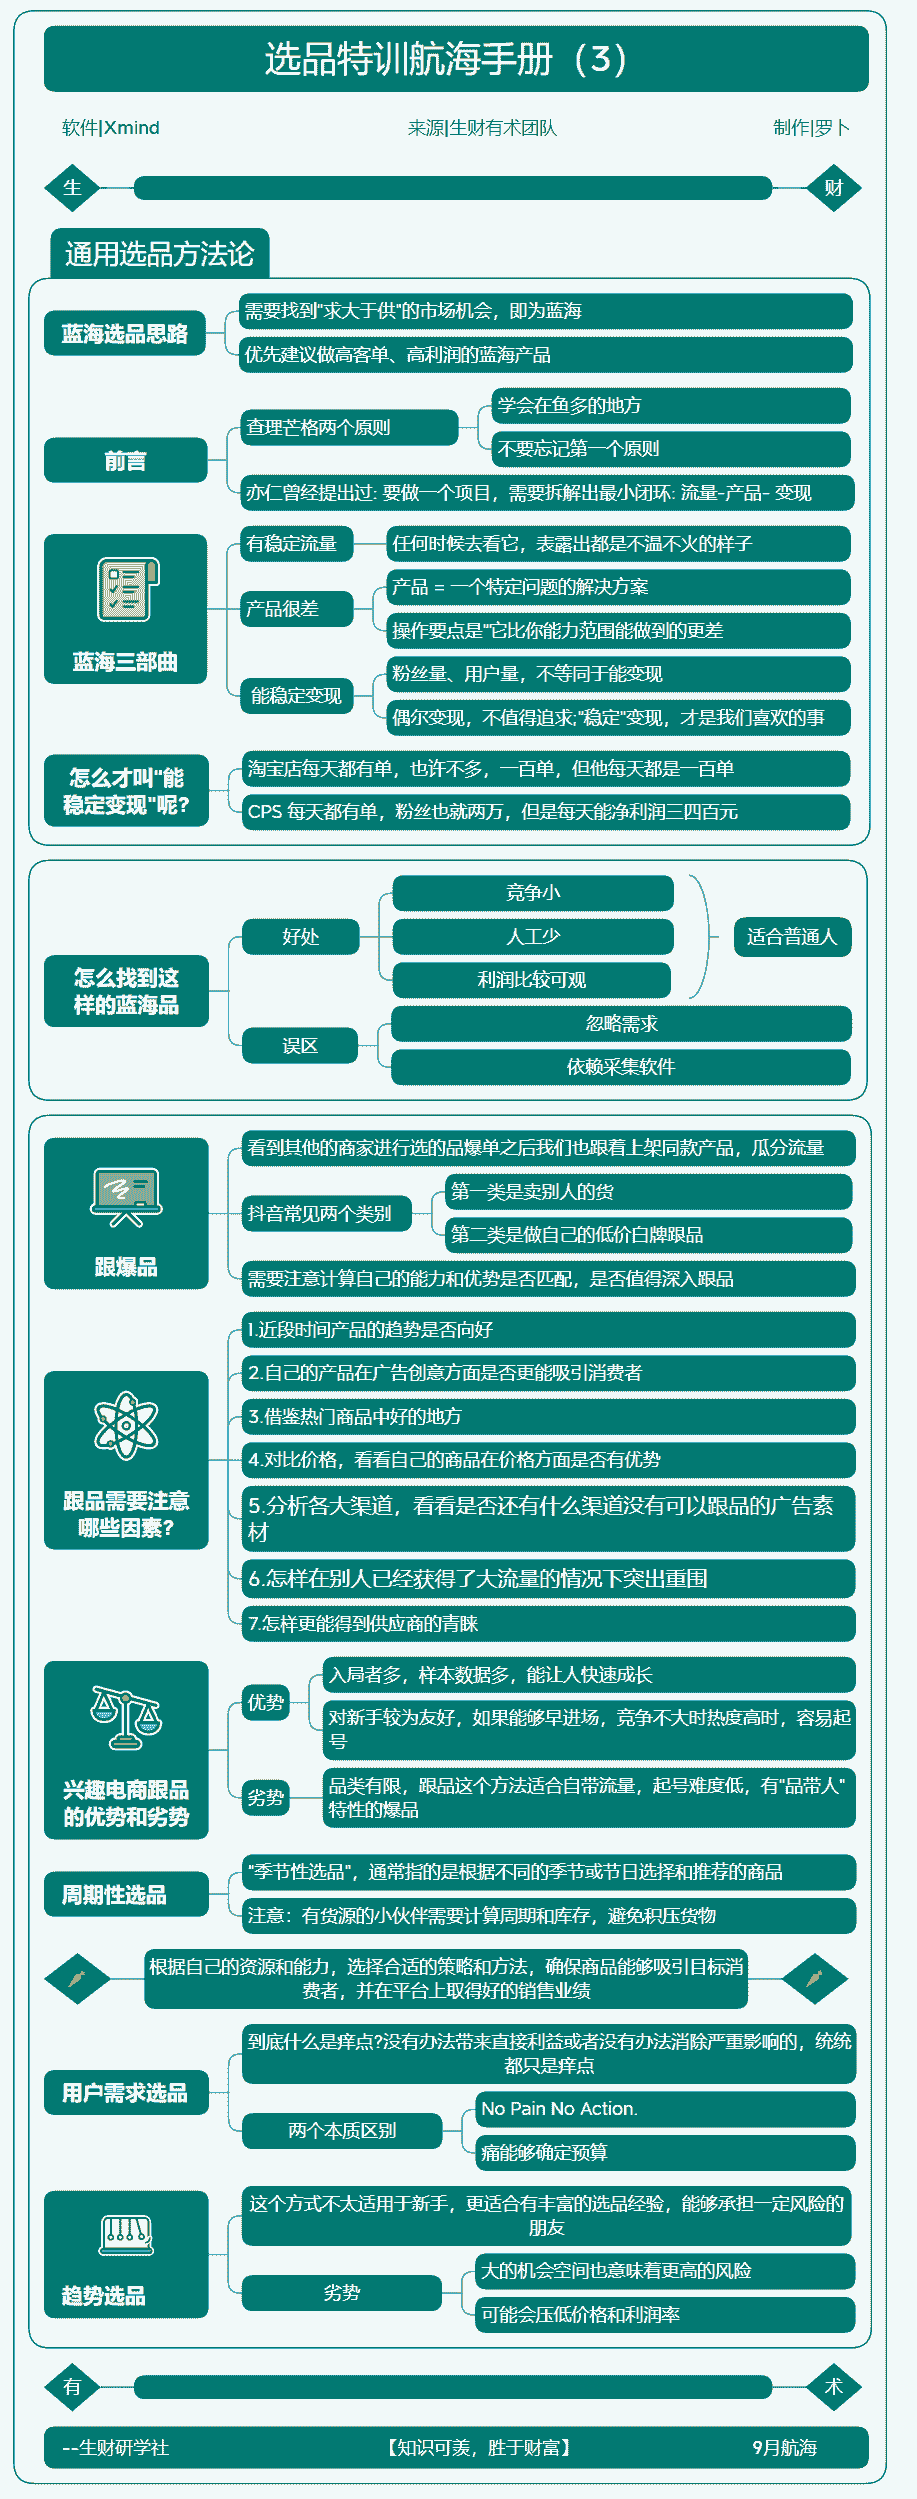 选品特训航海手册（3）
软件|Xmind
来源|生财有术团队
制作|罗卜
生
财
通用选品方法论
蓝海选品思路
需要找到"求大于供"的市场机会，即为蓝海
优先建议做高客单、高利润的蓝海产品
前言
查理芒格两个原则
学会在鱼多的地方
不要忘记第一个原则
亦仁曾经提出过: 要做一个项目，需要拆解出最小闭环: 流量-产品- 变现
蓝海三部曲
有稳定流量
任何时候去看它，表露出都是不温不火的样子
产品很差
产品 = 一个特定问题的解决方案
操作要点是"它比你能力范围能做到的更差
能稳定变现
粉丝量、用户量，不等同于能变现
偶尔变现，不值得追求;"稳定"变现，才是我们喜欢的事
怎么才叫"能
稳定变现"呢?
淘宝店每天都有单，也许不多，一百单，但他每天都是一百单
CPS 每天都有单，粉丝也就两万，但是每天能净利润三四百元
怎么找到这
样的蓝海品
好处
竞争小
人工少
利润比较可观
适合普通人
误区
忽略需求
依赖采集软件
跟爆品
看到其他的商家进行选的品爆单之后我们也跟着上架同款产品，瓜分流量
抖音常见两个类别
第一类是卖别人的货
第二类是做自己的低价白牌跟品
需要注意计算自己的能力和优势是否匹配，是否值得深入跟品
跟品需要注意
哪些因素?
1.近段时间产品的趋势是否向好
2.自己的产品在广告创意方面是否更能吸引消费者
3.借鉴热门商品中好的地方
4.对比价格，看看自己的商品在价格方面是否有优势
5.分析各大渠道，看看是否还有什么渠道没有可以跟品的广告素
材
6.怎样在别人已经获得了大流量的情况下突出重围
7.怎样更能得到供应商的青睐
兴趣电商跟品
的优势和劣势
优势
入局者多，样本数据多，能让人快速成长
对新手较为友好，如果能够早进场，竞争不大时热度高时，容易起
号
劣势
品类有限，跟品这个方法适合自带流量，起号难度低，有"品带人"
特性的爆品
周期性选品
"季节性选品"，通常指的是根据不同的季节或节日选择和推荐的商品
注意：有货源的小伙伴需要计算周期和库存，避免积压货物
根据自己的资源和能力，选择合适的策略和方法，确保商品能够吸引目标消
费者，并在平台上取得好的销售业绩
用户需求选品
到底什么是痒点?没有办法带来直接利益或者没有办法消除严重影响的，统统
都只是痒点
两个本质区别
No Pain No Action.
痛能够确定预算
趋势选品
这个方式不太适用于新手，更适合有丰富的选品经验，能够承担一定风险的
朋友
劣势
大的机会空间也意味着更高的风险
可能会压低价格和利润率
有
术
--生财研学社
【知识可羡，胜于财富】
9月航海